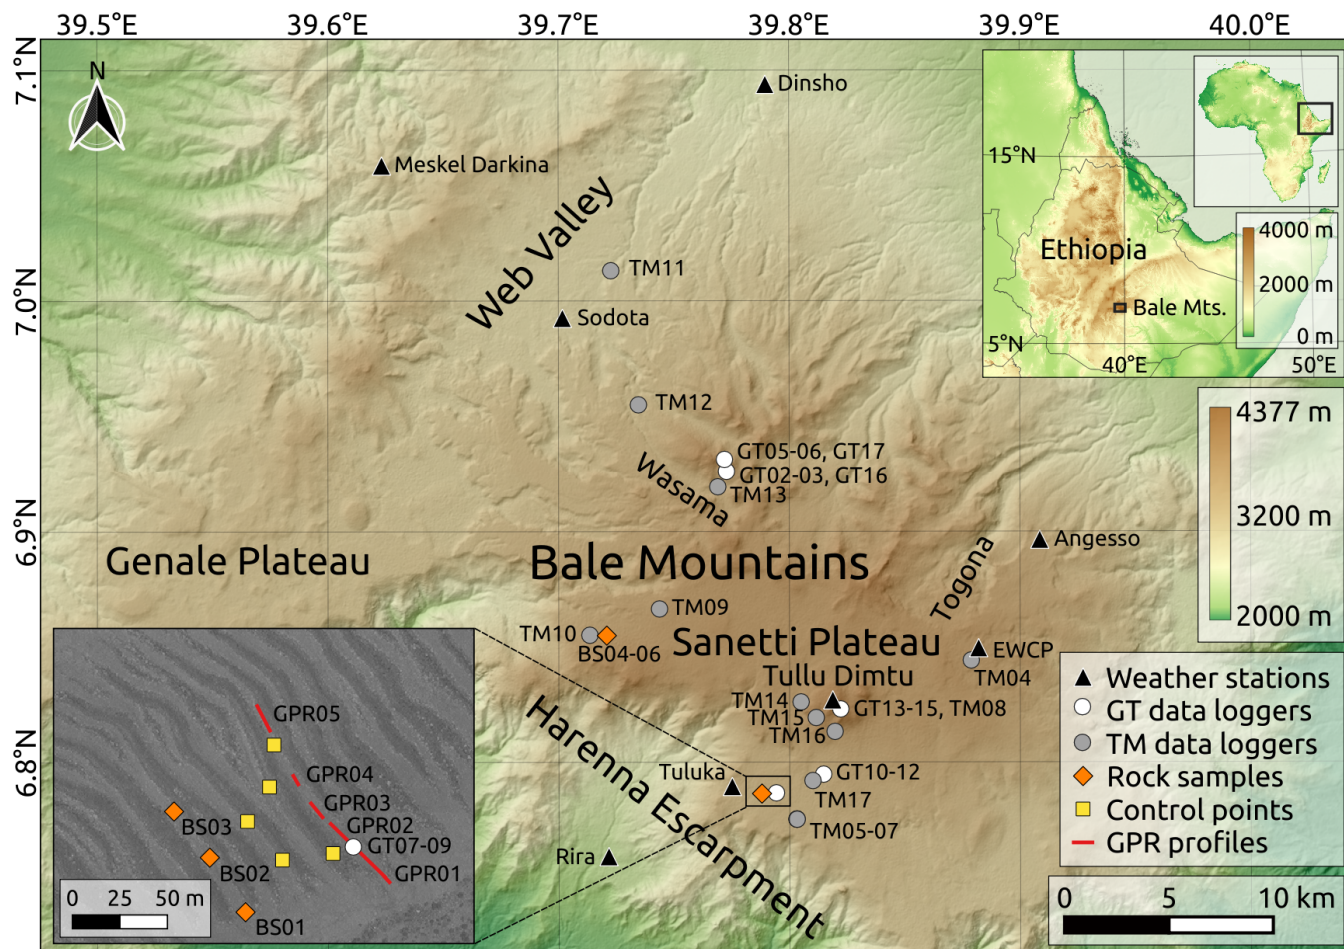 39.5°E
39.6°E
39.7°E
39.8°E
39.9°E
40.0°E
7.1°N
7.0°N
6.9°N
6.8°N
N
Dinsho
Meskel Darkina
Web Valley
TM11
Sodota
TM12
GT05-06, GT17
GT02-03, GT16
TM13
Wasama
Genale Plateau
Bale Mountains
Togona
Angesso
TM09
TM10
BS04-06
Sanetti Plateau
EWCP
TM04
Tullu Dimtu
TM14
TM15
TM16
GT13-15, TM08
Harenna Escarpment
Tuluka
GT10-12
TM17
TM05-07
Rira
15°N
5°N
40°E
50°E
Ethiopia
Bale Mts.
4000 m
2000 m
0 m
4377 m
3200 m
2000 m
Weather stations
GT data loggers
TM data loggers
Rock samples
Control points
GPR profiles
0
5
10 km
GPR05
GPR04
GPR03
GPR02
GT07-09
GPR01
BS03
BS02
BS01
0
25
50 m